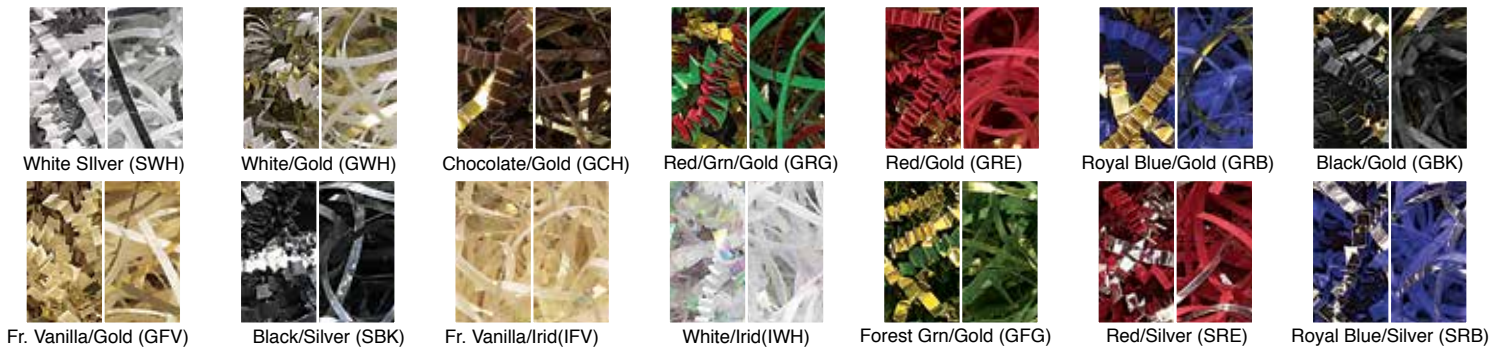 White SIlver (SWH)
White/Gold (GWH)
Chocolate/Gold (GCH)
Red/Grn/Gold (GRG)
Red/Gold (GRE)
Royal Blue/Gold (GRB)
Black/Gold (GBK)
Fr. Vanilla/Gold (GFV)
Black/Silver (SBK)
Fr. Vanilla/Irid(IFV)
White/Irid(IWH)
Forest Grn/Gold (GFG)
Red/Silver (SRE)
Royal Blue/Silver (SRB)